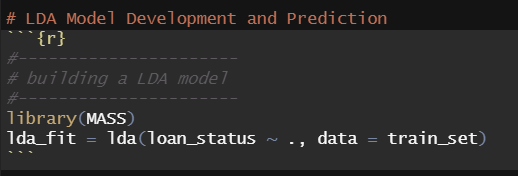 # LDA Model Development and Prediction
```{r}
#----------------------
# building a LDA model
#----------------------
library(MASS)
lda_fit = lda(loan_status ~ ., data = train_set)
```